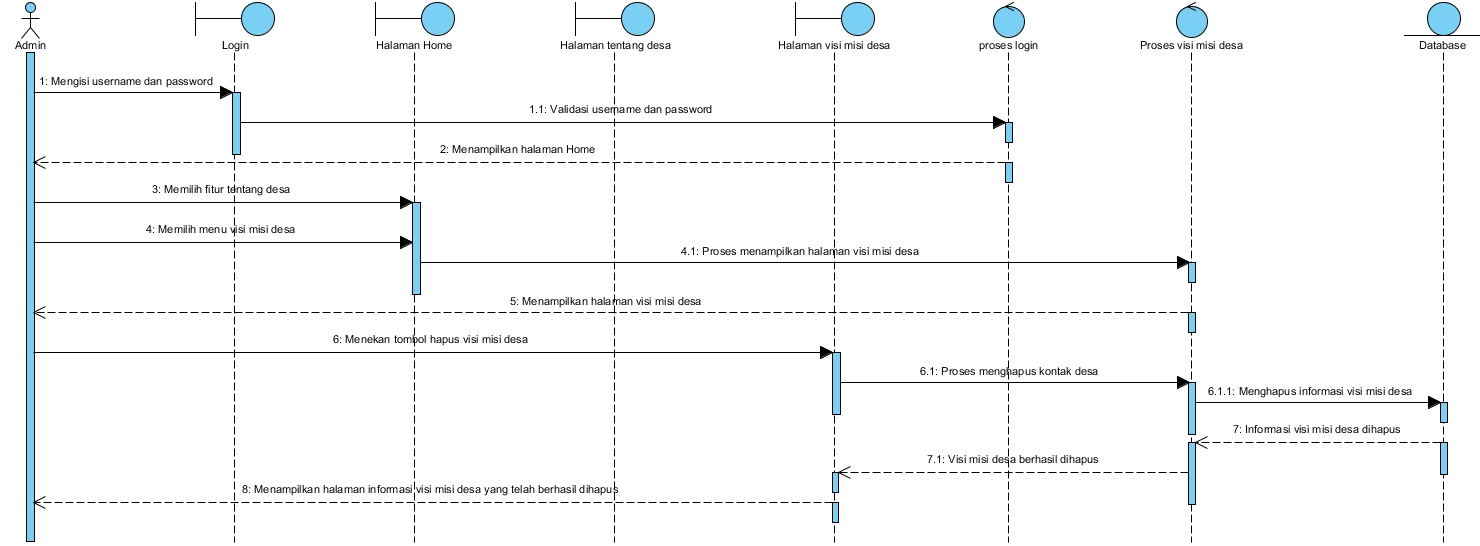 Admin
Login
Halaman Home
Halaman tentang desa
Halaman visi misi desa
proses login
Proses visi misi desa
Database
1: Mengisi username dan password
1.1: Validasi username dan password
2: Menampilkan halaman Home
3: Memilih fitur tentang desa
4: Memilih menu visi misi desa
4.1: Proses menampilkan halaman visi misi desa
5: Menampilkan halaman visi misi desa
6: Menekan tombol hapus visi misi desa
6.1: Proses menghapus kontak desa
6.1.1: Menghapus informasi visi misi desa
7: Informasi visi misi desa dihapus
7.1: Visi misi desa berhasil dihapus
8: Menampilkan halaman informasi visi misi desa yang telah berhasil dihapus